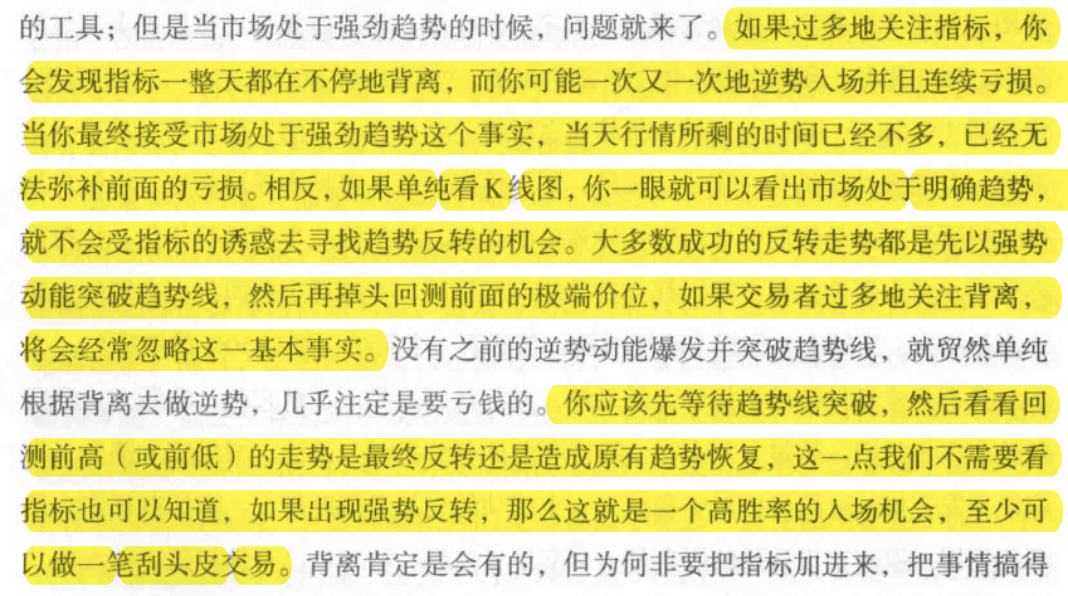 的工具；但是当市场处于强劲趋势的时候，问题就来了。如果过多地关注指标，你
会发现指标一整天都在不停地背离，而你可能一次又一次地逆势入场并且连续亏损。
当你最终接受市场处于强劲趋势这个事实，当天行情所剩的时间已经不多，已经无
法弥补前面的亏损。相反，如果单纯看K线图，你一眼就可以看出市场处于明确趋势，
就不会受指标的诱惑去寻找趋势反转的机会。大多数成功的反转走势都是先以强势
动能突破趋势线，然后再掉头回测前面的极端价位，如果交易者过多地关注背离，
将会经常忽略这一基本事实。没有之前的逆势动能爆发并突破趋势线，就贸然单纯
根据背离去做逆势，几乎注定是要亏钱的。你应该先等待趋势线突破，然后看看回
测前高（或前低）的走势是最终反转还是造成原有趋势恢复，这一点我们不需要看
指标也可以知道，如果出现强势反转，那么这就是一个高胜率的入场机会，至少可
以做一笔刮头皮交易。背离肯定是会有的，但为何非要把指标加进来，把事情搞得